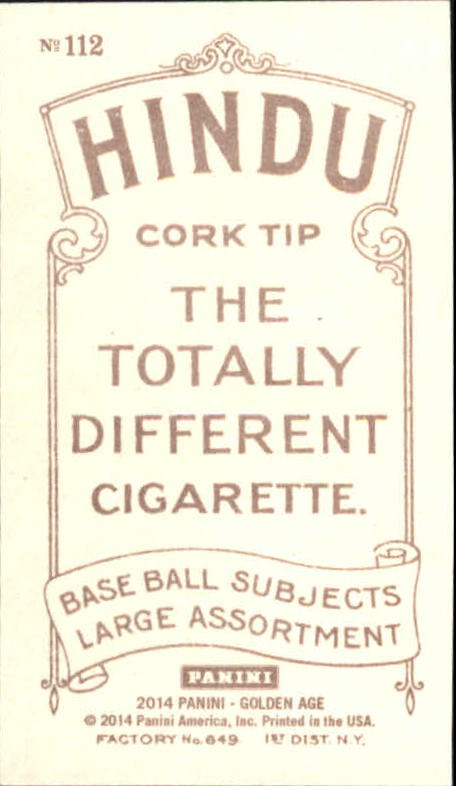 Nº 112
HINDU
CORK TIP
THE
TOTALLY
DIFFERENT
CIGARETTE.
BASE BALL SUBJECTS
LARGE ASSORTMENT
PANINI
2014 PANINI - GOLDEN AGE
© 2014 Panini America, Inc. Printed in the USA.
FACTORY No. 649 1ST DIST. N.Y.